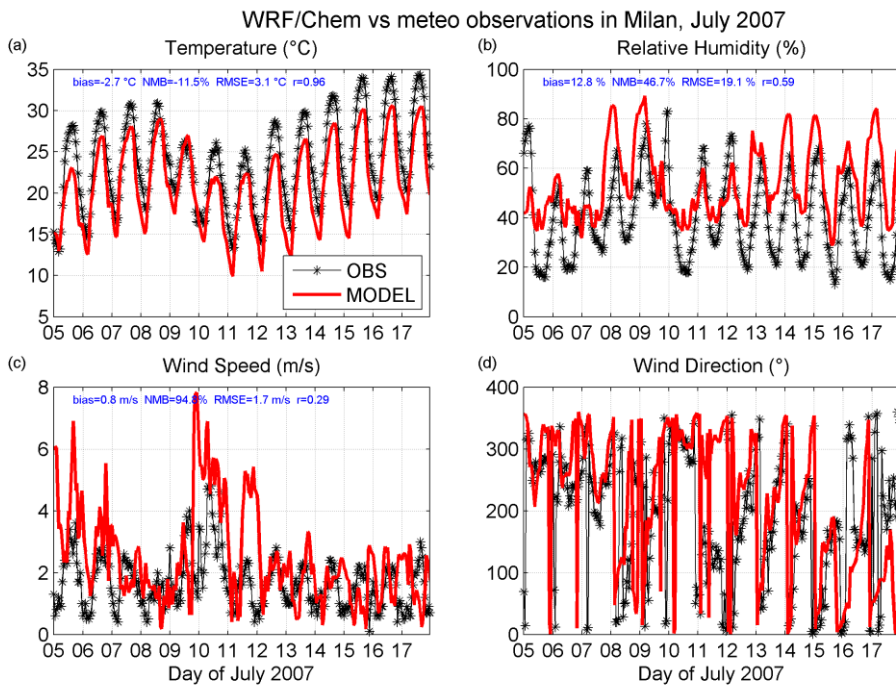 WRF/Chem vs meteo observations in Milan, July 2007
(a)
Temperature (°C)
bias=-2.7 °C NMB=-11.5% RMSE=3.1 °C r=0.96
35
30
25
20
15
10
5
05 06 07 08 09 10 11 12 13 14 15 16 17
OBS
MODEL
(b)
Relative Humidity (%)
bias=12.8 % NMB=46.7% RMSE=19.1 % r=0.59
100
80
60
40
20
0
05 06 07 08 09 10 11 12 13 14 15 16 17
(c)
Wind Speed (m/s)
bias=0.8 m/s NMB=94.8% RMSE=1.7 m/s r=0.29
8
6
4
2
0
05 06 07 08 09 10 11 12 13 14 15 16 17
Day of July 2007
(d)
Wind Direction (°)
400
300
200
100
0
05 06 07 08 09 10 11 12 13 14 15 16 17
Day of July 2007